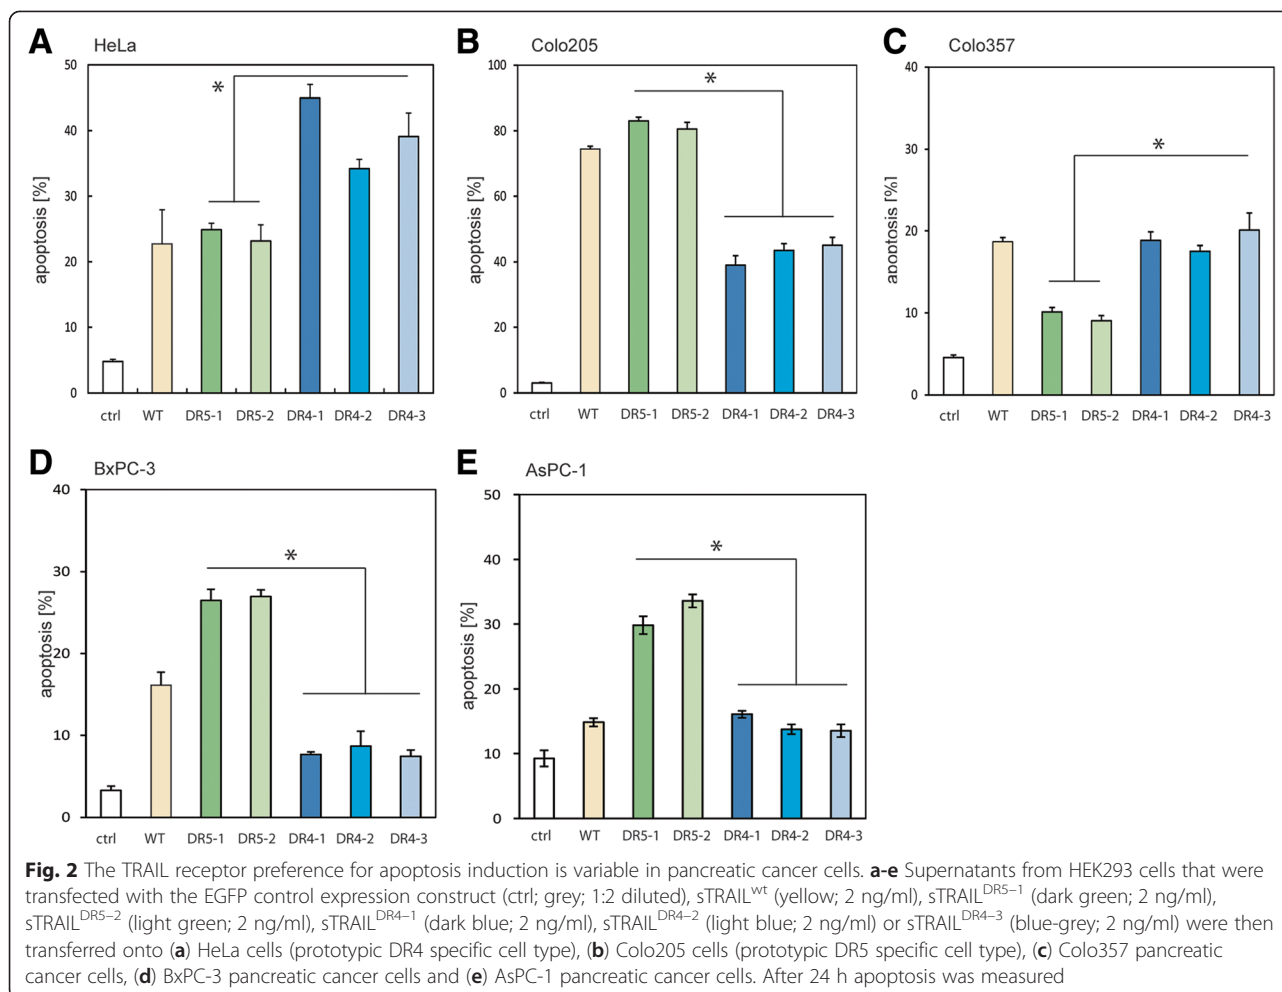 A HeLa
apoptosis [%]
50
40
30
20
10
0
*
ctrl WT DR5-1 DR5-2 DR4-1 DR4-2 DR4-3
B Colo205
apoptosis [%]
100
80
60
40
20
0
*
ctrl WT DR5-1 DR5-2 DR4-1 DR4-2 DR4-3
C Colo357
apoptosis [%]
40
30
20
10
0
*
ctrl WT DR5-1 DR5-2 DR4-1 DR4-2 DR4-3
D BxPC-3
apoptosis [%]
40
30
20
10
0
*
ctrl WT DR5-1 DR5-2 DR4-1 DR4-2 DR4-3
E AsPC-1
apoptosis [%]
50
40
30
20
10
0
*
ctrl WT DR5-1 DR5-2 DR4-1 DR4-2 DR4-3
Fig. 2 The TRAIL receptor preference for apoptosis induction is variable in pancreatic cancer cells. a-e Supernatants from HEK293 cells that were
transfected with the EGFP control expression construct (ctrl; grey; 1:2 diluted), sTRAILwt (yellow; 2 ng/ml), sTRAILDR5–1 (dark green; 2 ng/ml),
sTRAILDR5–2 (light green; 2 ng/ml), sTRAILDR4–1 (dark blue; 2 ng/ml), sTRAILDR4–2 (light blue; 2 ng/ml) or sTRAILDR4–3 (blue-grey; 2 ng/ml) were then
transferred onto (a) HeLa cells (prototypic DR4 specific cell type), (b) Colo205 cells (prototypic DR5 specific cell type), (c) Colo357 pancreatic
cancer cells, (d) BxPC-3 pancreatic cancer cells and (e) AsPC-1 pancreatic cancer cells. After 24 h apoptosis was measured